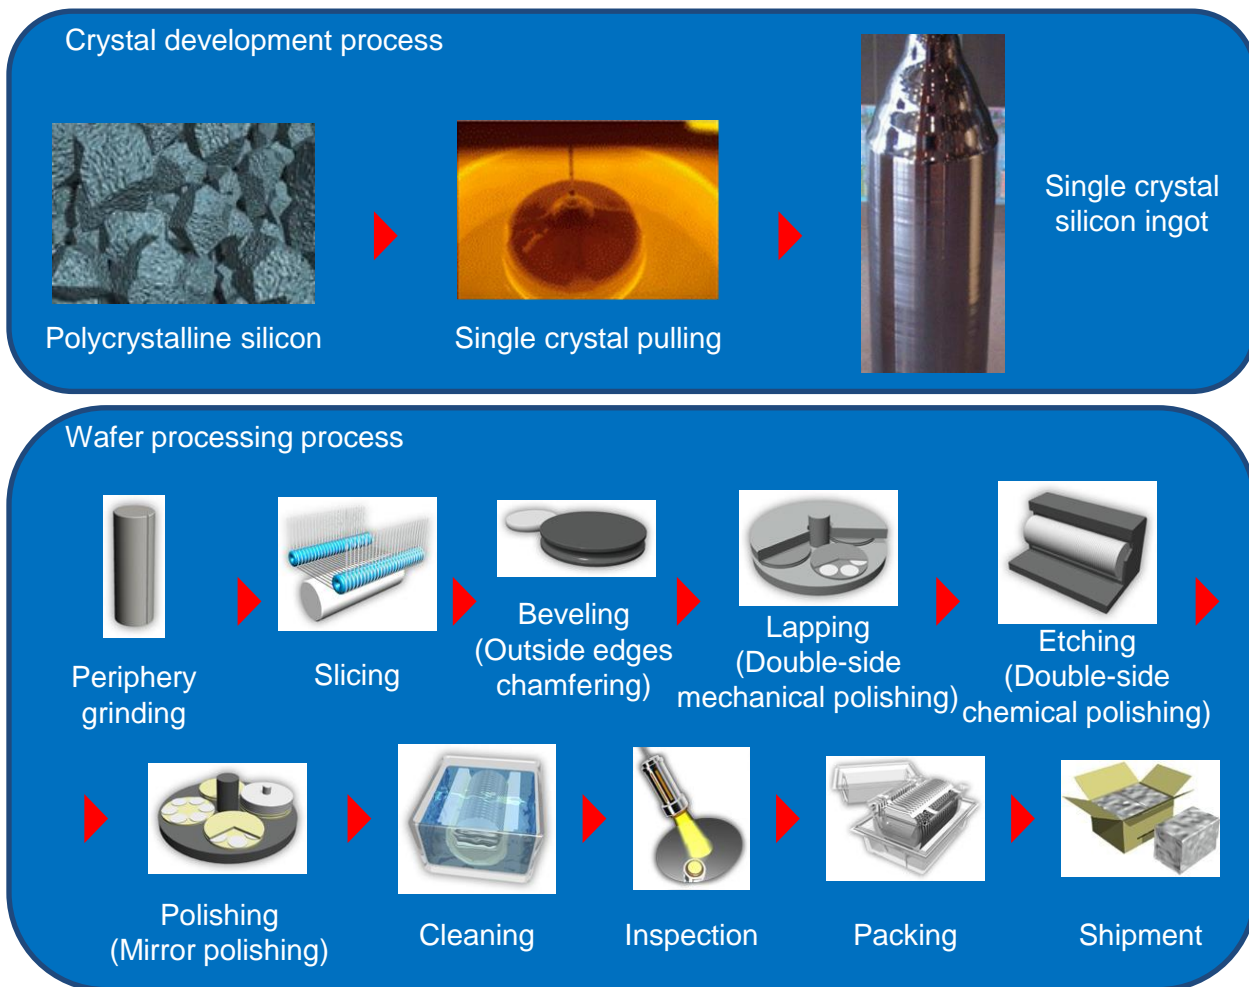 Crystal development process
Polycrystalline silicon
Single crystal pulling
Single crystal
silicon ingot
Wafer processing process
Periphery
grinding
Slicing
Beveling
(Outside edges
chamfering)
Lapping
(Double-side
mechanical polishing)
Etching
(Double-side
chemical polishing)
Polishing
(Mirror polishing)
Cleaning
Inspection
Packing
Shipment